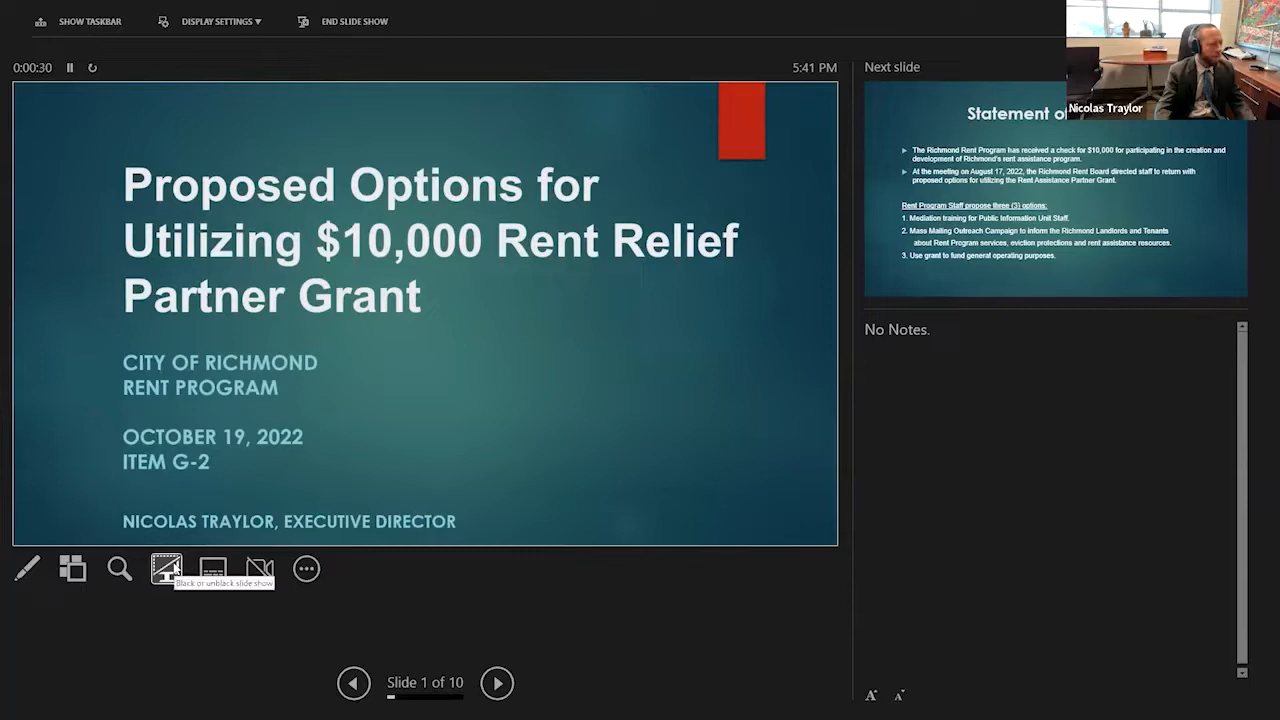 SHOW TASKBAR
DISPLAY SETTINGS ▼
END SLIDE SHOW
0:00:30
5:41 PM
Proposed Options for
Utilizing $10,000 Rent Relief
Partner Grant
CITY OF RICHMOND
RENT PROGRAM
OCTOBER 19, 2022
ITEM G-2
NICOLAS TRAYLOR, EXECUTIVE DIRECTOR
Black or unblack slide show
Slide 1 of 10
Next slide
Nicolas Traylor
Statement of
The Richmond Rent Program has received a check for $10,000 for participating in the creation and
development of Richmond's rent assistance program.
At the meeting on August 17, 2022, the Richmond Rent Board directed staff to return with
proposed options for utilizing the Rent Assistance Partner Grant.
Rent Program Staff propose three (3) options:
1. Mediation training for Public Information Unit Staff.
2. Mass Mailing Outreach Campaign to inform the Richmond Landlords and Tenants
about Rent Program services, eviction protections and rent assistance resources.
3. Use grant to fund general operating purposes.
No Notes.
A A